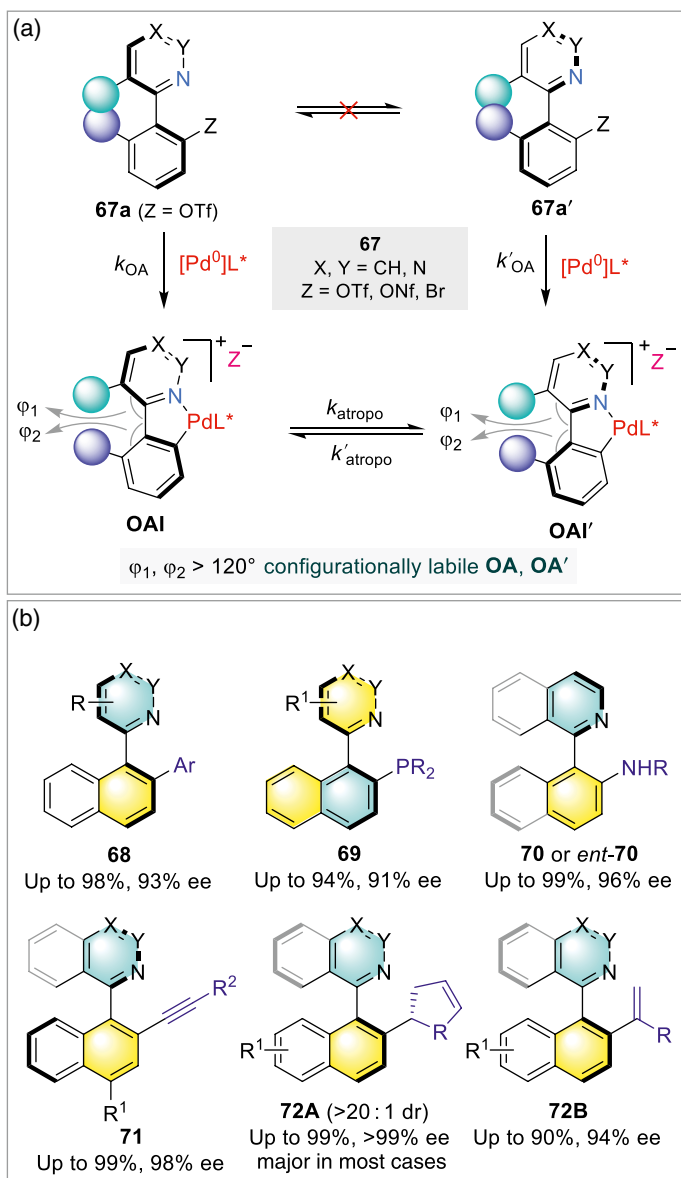 (a)
X
Y
N
Z
67a (Z = OTf)
X
Y
N
Z
67a′
k_OA
[Pd⁰]L*
67
X, Y = CH, N
Z = OTf, ONf, Br
k′_OA
[Pd⁰]L*
X
Y
N
PdL*
+
Z⁻
φ₁
φ₂
OAI
k_atropo
k′_atropo
X
Y
N
PdL*
+
Z⁻
φ₁
φ₂
OAI′
φ₁, φ₂ > 120° configurationally labile OA, OA′
(b)
X
Y
N
R
Ar
68
Up to 98%, 93% ee
X
Y
N
R¹
PR₂
69
Up to 94%, 91% ee
N
NHR
70 or ent-70
Up to 99%, 96% ee
X
Y
N
R²
R¹
71
Up to 99%, 98% ee
X
Y
N
R
R¹
72A (>20 : 1 dr)
Up to 99%, >99% ee
major in most cases
X
Y
N
R
R¹
72B
Up to 90%, 94% ee